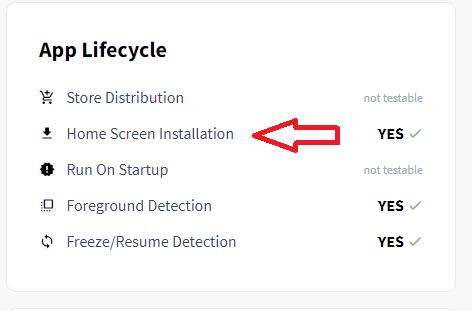 App Lifecycle
Store Distribution not testable
Home Screen Installation YES ✓
Run On Startup not testable
Foreground Detection YES ✓
Freeze/Resume Detection YES ✓